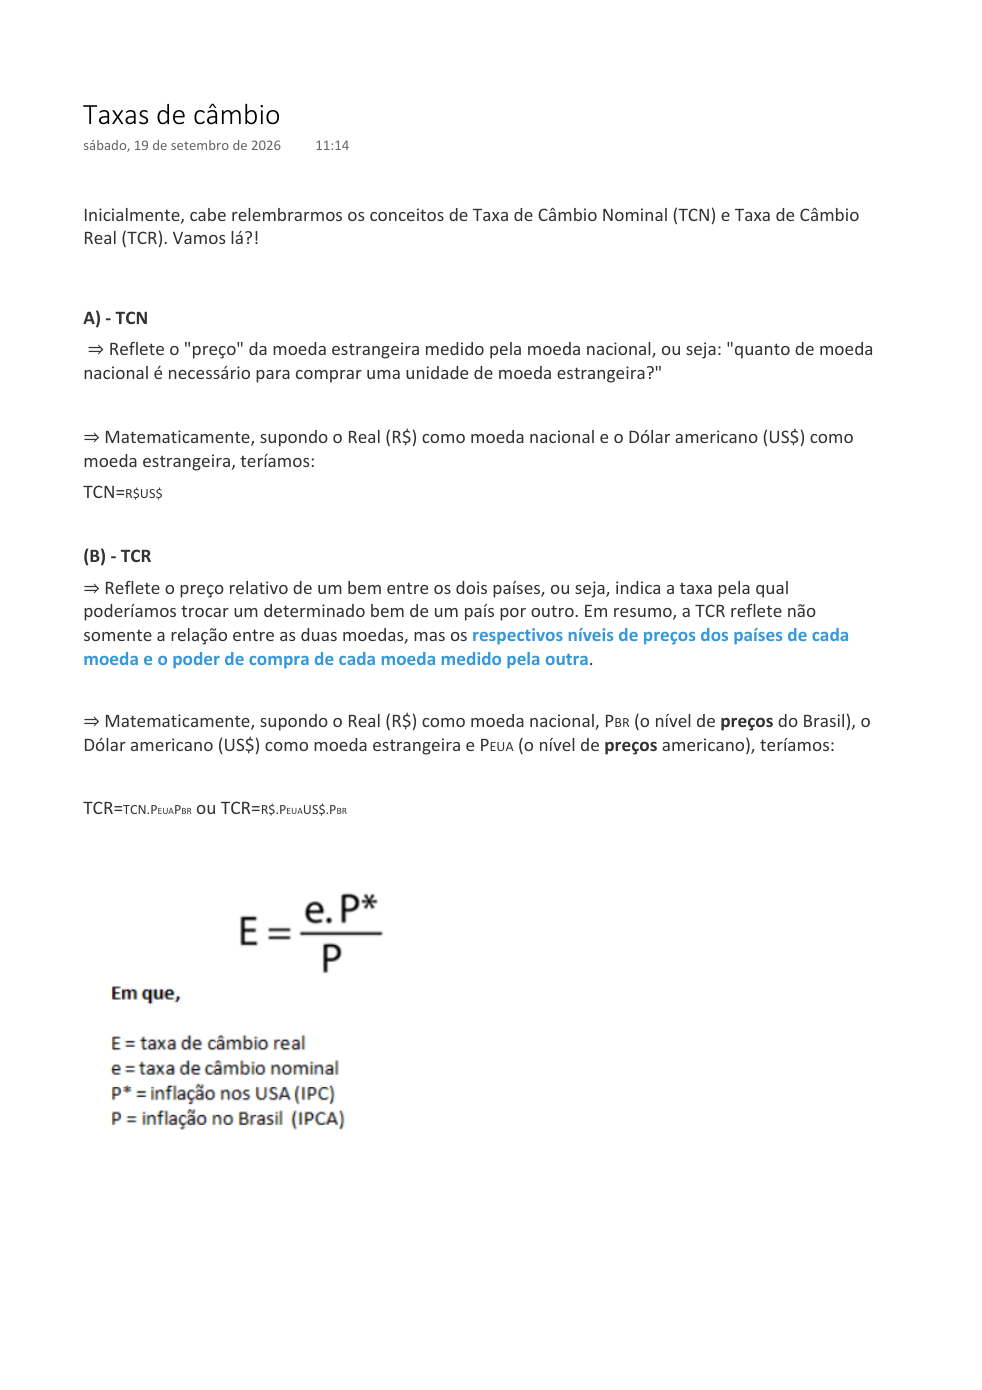 Taxas de câmbio
sábado, 19 de setembro de 2026 11:14
Inicialmente, cabe relembrarmos os conceitos de Taxa de Câmbio Nominal (TCN) e Taxa de Câmbio
Real (TCR). Vamos lá?!
A) - TCN
⇒ Reflete o "preço" da moeda estrangeira medido pela moeda nacional, ou seja: "quanto de moeda
nacional é necessário para comprar uma unidade de moeda estrangeira?"
⇒ Matematicamente, supondo o Real (R$) como moeda nacional e o Dólar americano (US$) como
moeda estrangeira, teríamos:
TCN=R$US$
(B) - TCR
⇒ Reflete o preço relativo de um bem entre os dois países, ou seja, indica a taxa pela qual
poderíamos trocar um determinado bem de um país por outro. Em resumo, a TCR reflete não
somente a relação entre as duas moedas, mas os respectivos níveis de preços dos países de cada
moeda e o poder de compra de cada moeda medido pela outra.
⇒ Matematicamente, supondo o Real (R$) como moeda nacional, PBR (o nível de preços do Brasil), o
Dólar americano (US$) como moeda estrangeira e PEUA (o nível de preços americano), teríamos:
TCR=TCN.PEUAPBR ou TCR=R$.PEUAUS$.PBR
e. P*
E =
P
Em que,
E = taxa de câmbio real
e = taxa de câmbio nominal
P* = inflação nos USA (IPC)
P = inflação no Brasil (IPCA)